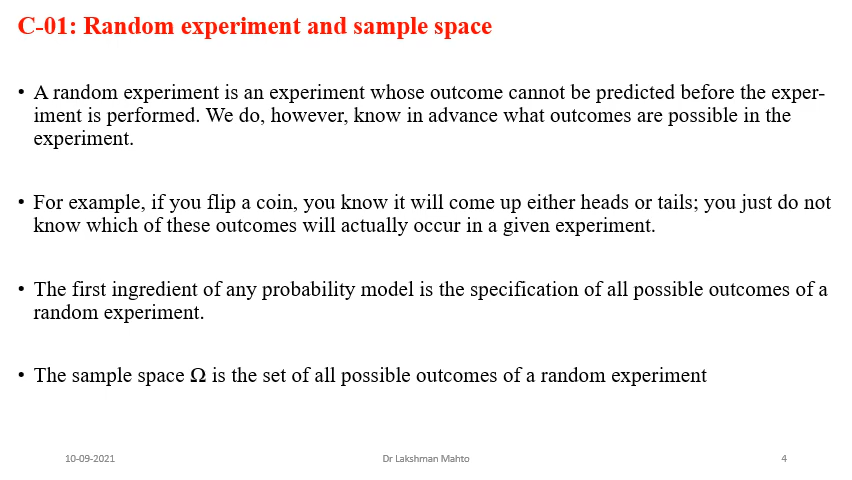 C-01: Random experiment and sample space
• A random experiment is an experiment whose outcome cannot be predicted before the exper-
iment is performed. We do, however, know in advance what outcomes are possible in the
experiment.
• For example, if you flip a coin, you know it will come up either heads or tails; you just do not
know which of these outcomes will actually occur in a given experiment.
• The first ingredient of any probability model is the specification of all possible outcomes of a
random experiment.
• The sample space Ω is the set of all possible outcomes of a random experiment
10-09-2021
Dr Lakshman Mahto
4